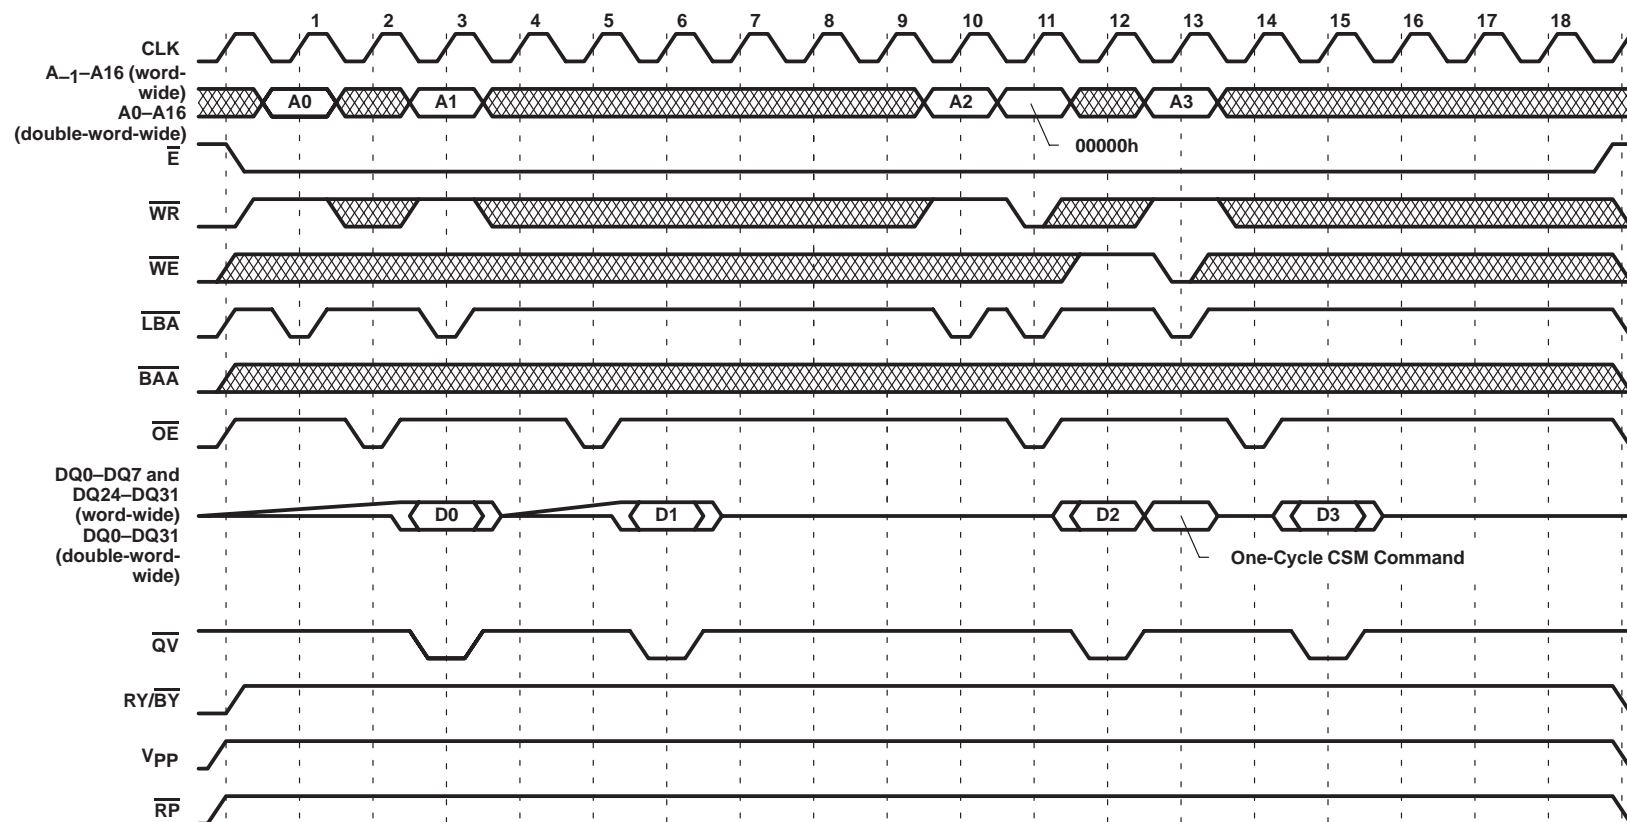 1 2 3 4 5 6 7 8 9 10 11 12 13 14 15 16 17 18
CLK
A–1–A16 (word-
wide)
A0–A16
(double-word-wide)
A0 A1 A2 A3
00000h
E
WR
WE
LBA
BAA
OE
DQ0–DQ7 and
DQ24–DQ31
(word-wide)
DQ0–DQ31
(double-word-
wide)
D0 D1 D2 D3
One-Cycle CSM Command
QV
RY/BY
VPP
RP